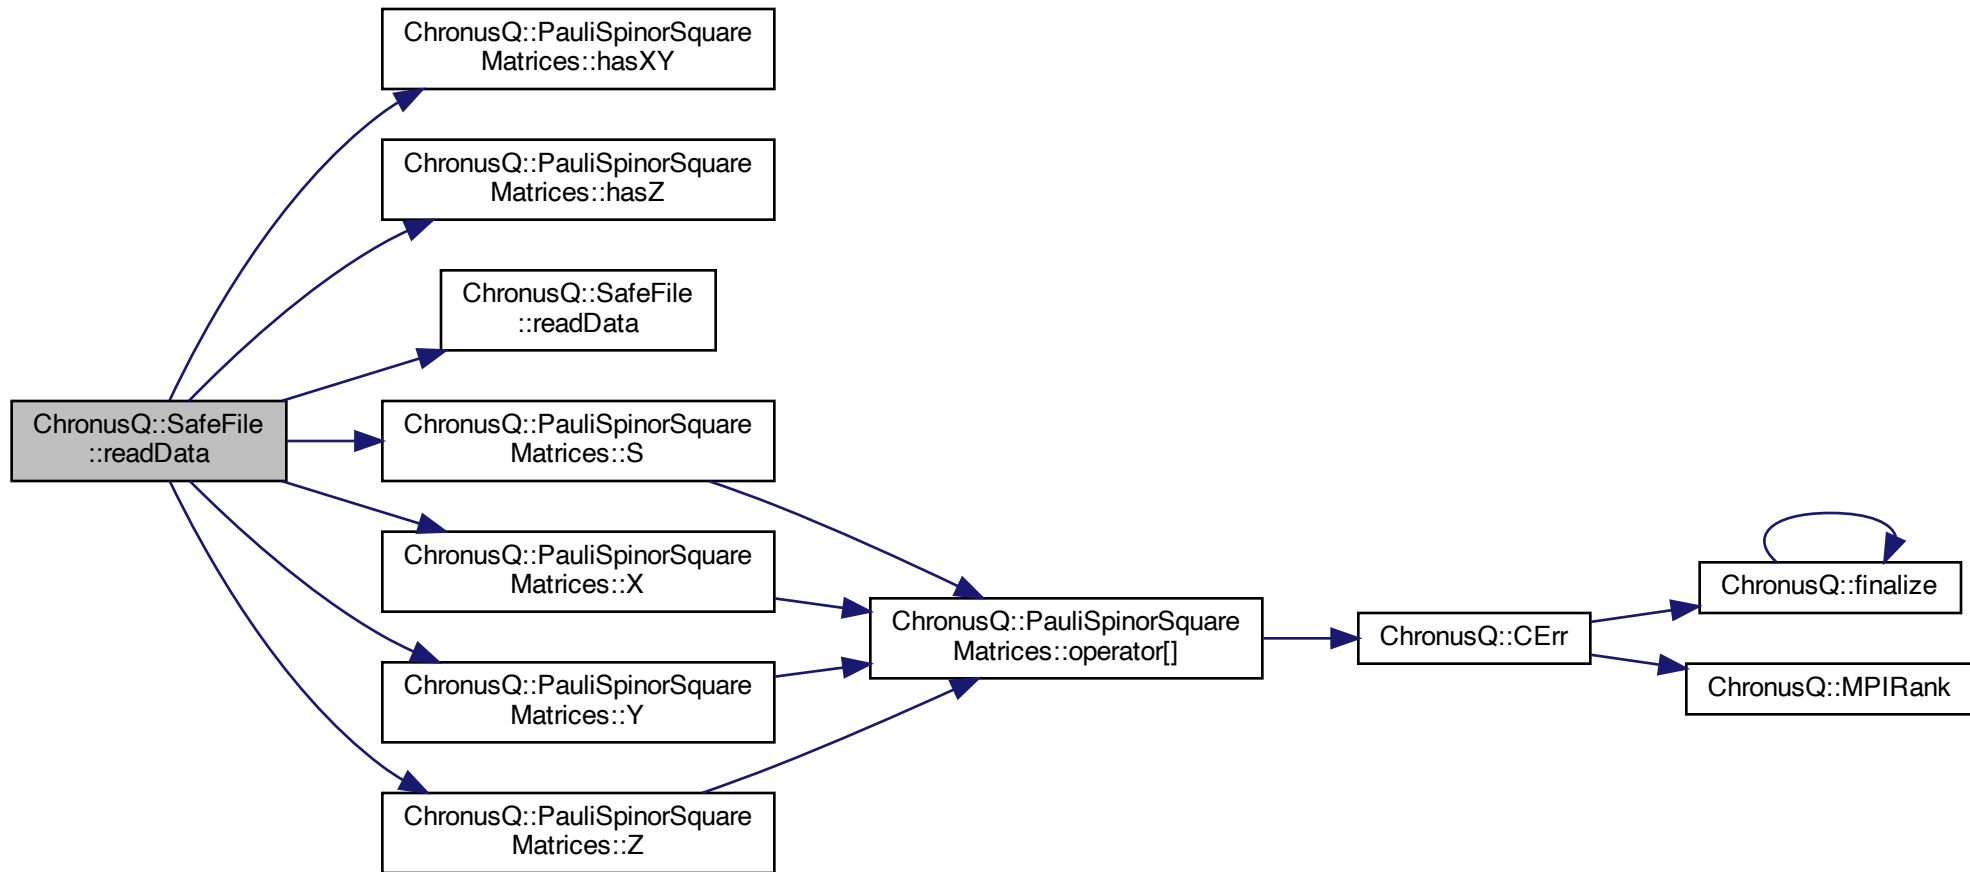 ChronusQ::PauliSpinorSquare
Matrices::hasXY
ChronusQ::PauliSpinorSquare
Matrices::hasZ
ChronusQ::SafeFile
::readData
ChronusQ::SafeFile
::readData
ChronusQ::PauliSpinorSquare
Matrices::S
ChronusQ::PauliSpinorSquare
Matrices::X
ChronusQ::PauliSpinorSquare
Matrices::Y
ChronusQ::PauliSpinorSquare
Matrices::Z
ChronusQ::PauliSpinorSquare
Matrices::operator[]
ChronusQ::CErr
ChronusQ::finalize
ChronusQ::MPIRank